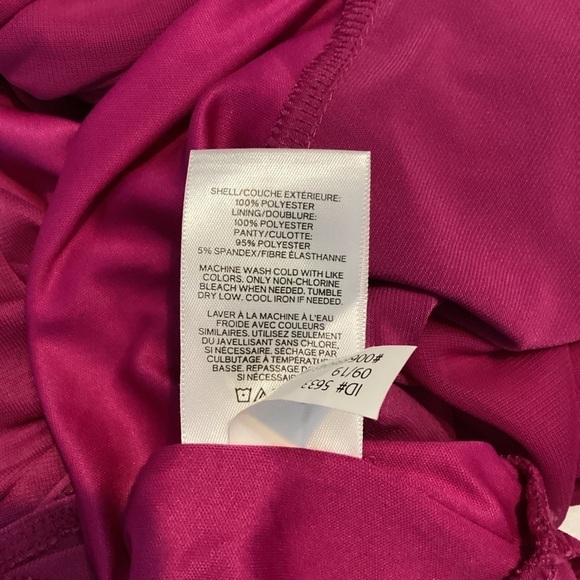 SHELL/COUCHE EXTÉRIEURE:
100% POLYESTER
LINING/DOUBLURE:
100% POLYESTER
PANTY/CULOTTE:
95% POLYESTER
5% SPANDEX/FIBRE ÉLASTHANNE
MACHINE WASH COLD WITH LIKE
COLORS. ONLY NON-CHLORINE
BLEACH WHEN NEEDED. TUMBLE
DRY LOW. COOL IRON IF NEEDED.
LAVER À LA MACHINE À L'EAU
FROIDE AVEC COULEURS
SIMILAIRES. UTILISEZ SEULEMENT
DU JAVELLISANT SANS CHLORE,
SI NÉCESSAIRE. SÉCHAGE PAR
CULBUTAGE À TEMPÉRATURE
BASSE. REPASSAGE
SI NÉCESSAIRE.
ID# 5633
09/19